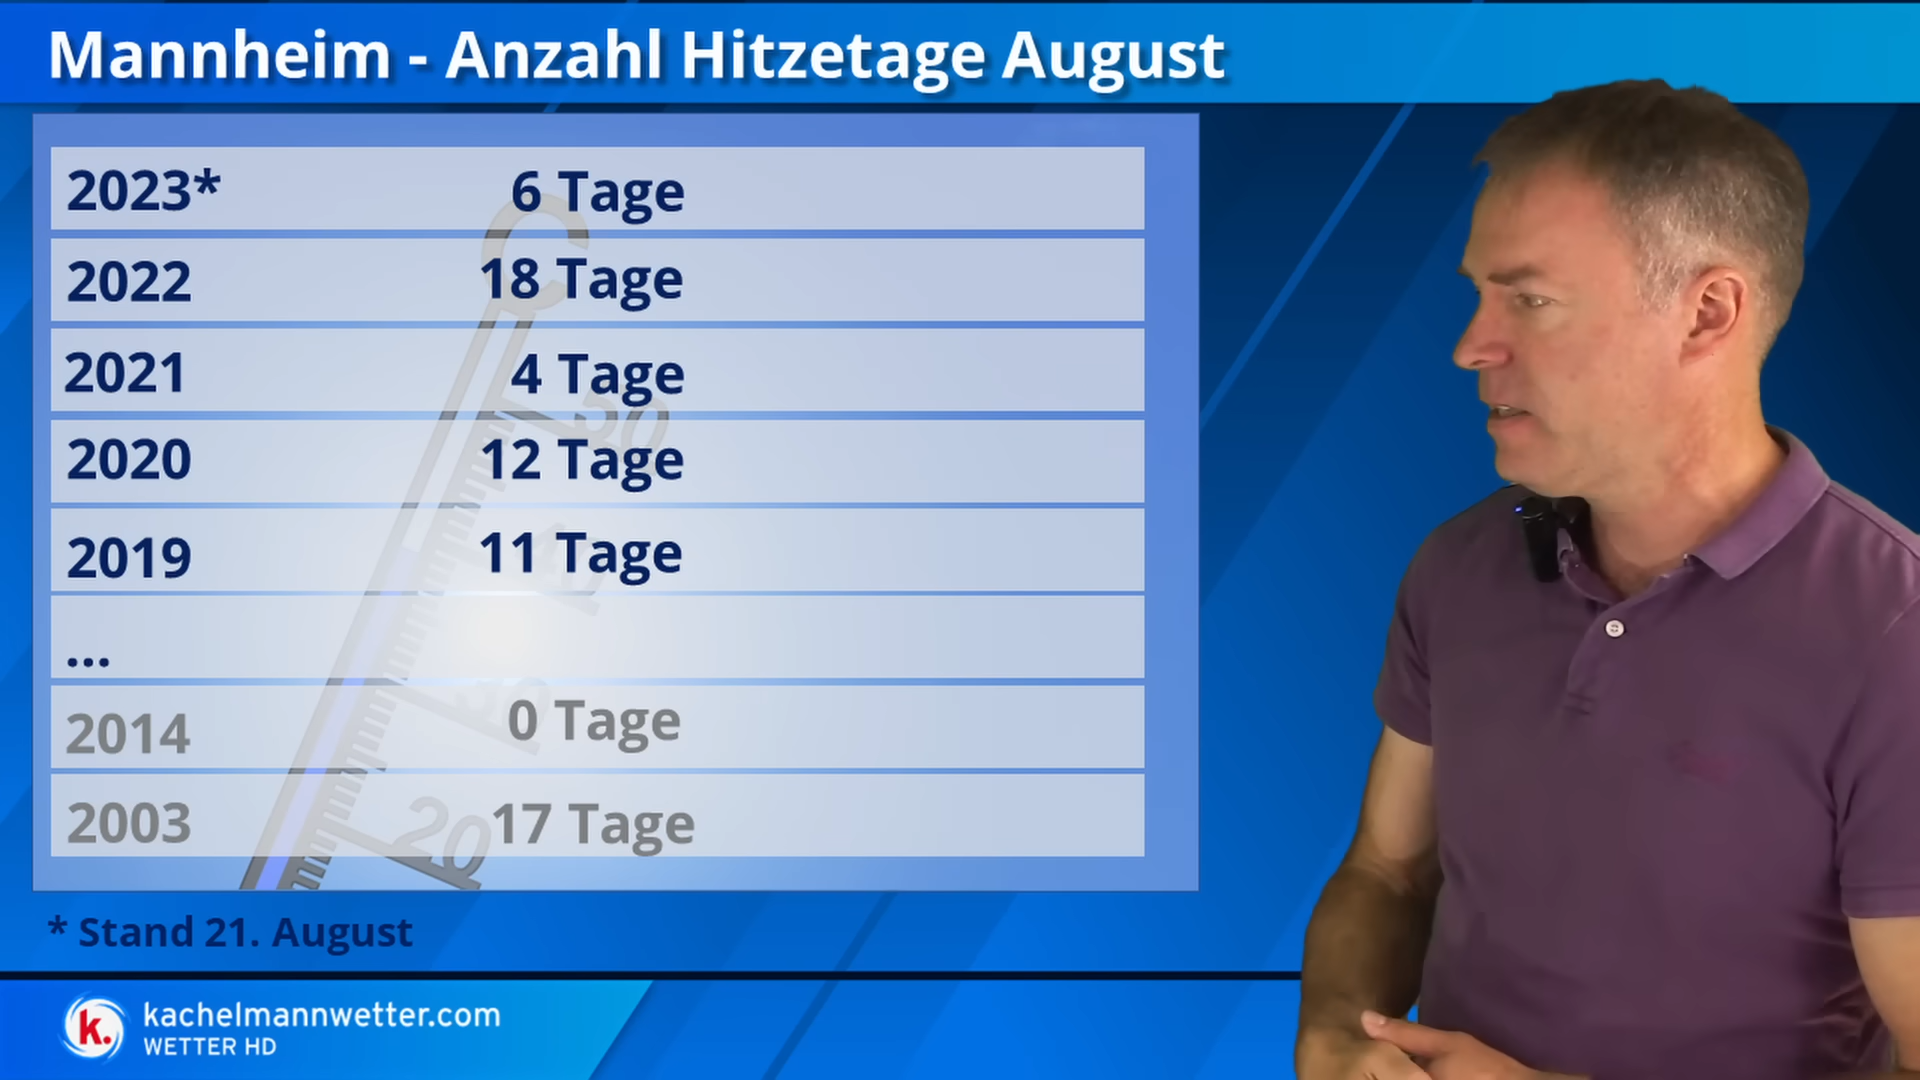 Mannheim - Anzahl Hitzetage August
2023* 6 Tage
2022 18 Tage
2021 4 Tage
2020 12 Tage
2019 11 Tage
...
2014 0 Tage
2003 17 Tage
* Stand 21. August
k. kachelmannwetter.com
WETTER HD